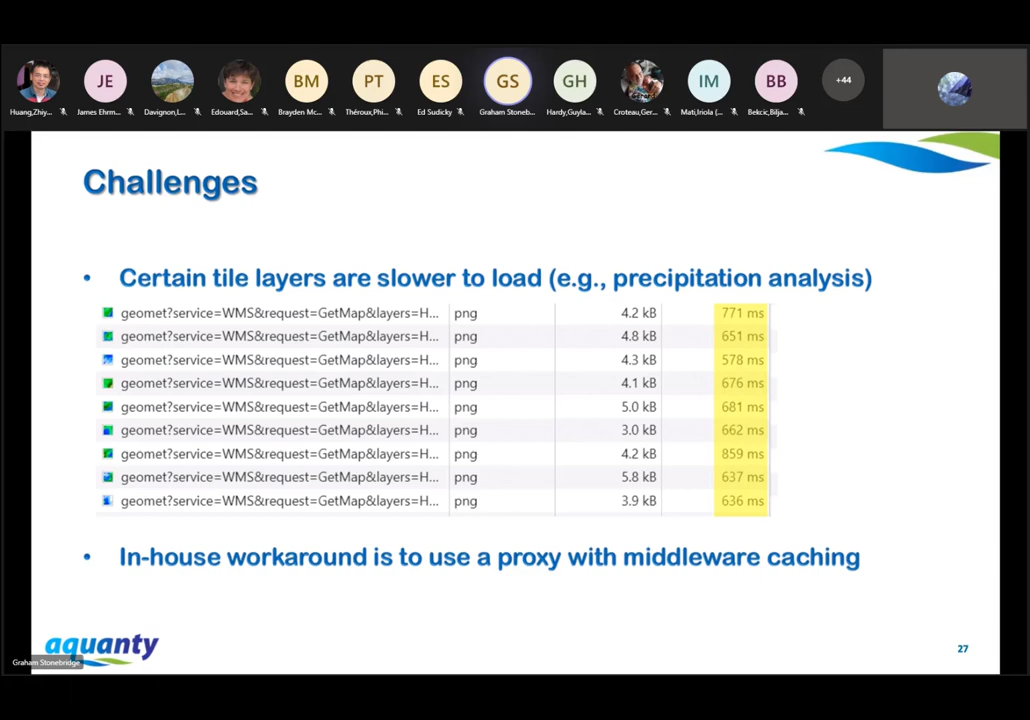 JE
BM
PT
ES
GS
GH
IM
BB
+44
Huang,Zhiy...
James Ehrm...
Davignon,L...
Edouard,Sa...
Brayden Mc...
Théroux,Phi...
Ed Sudicky
Graham Stoneb...
Hardy,Guyla...
Croteau,Ger...
Mati,Iriola (...
Bekcic,Bilja...
Challenges
• Certain tile layers are slower to load (e.g., precipitation analysis)
geomet?service=WMS&request=GetMap&layers=H... png 4.2 kB 771 ms
geomet?service=WMS&request=GetMap&layers=H... png 4.8 kB 651 ms
geomet?service=WMS&request=GetMap&layers=H... png 4.3 kB 578 ms
geomet?service=WMS&request=GetMap&layers=H... png 4.1 kB 676 ms
geomet?service=WMS&request=GetMap&layers=H... png 5.0 kB 681 ms
geomet?service=WMS&request=GetMap&layers=H... png 3.0 kB 662 ms
geomet?service=WMS&request=GetMap&layers=H... png 4.2 kB 859 ms
geomet?service=WMS&request=GetMap&layers=H... png 5.8 kB 637 ms
geomet?service=WMS&request=GetMap&layers=H... png 3.9 kB 636 ms
• In-house workaround is to use a proxy with middleware caching
aquanty
Graham Stonebridge
27